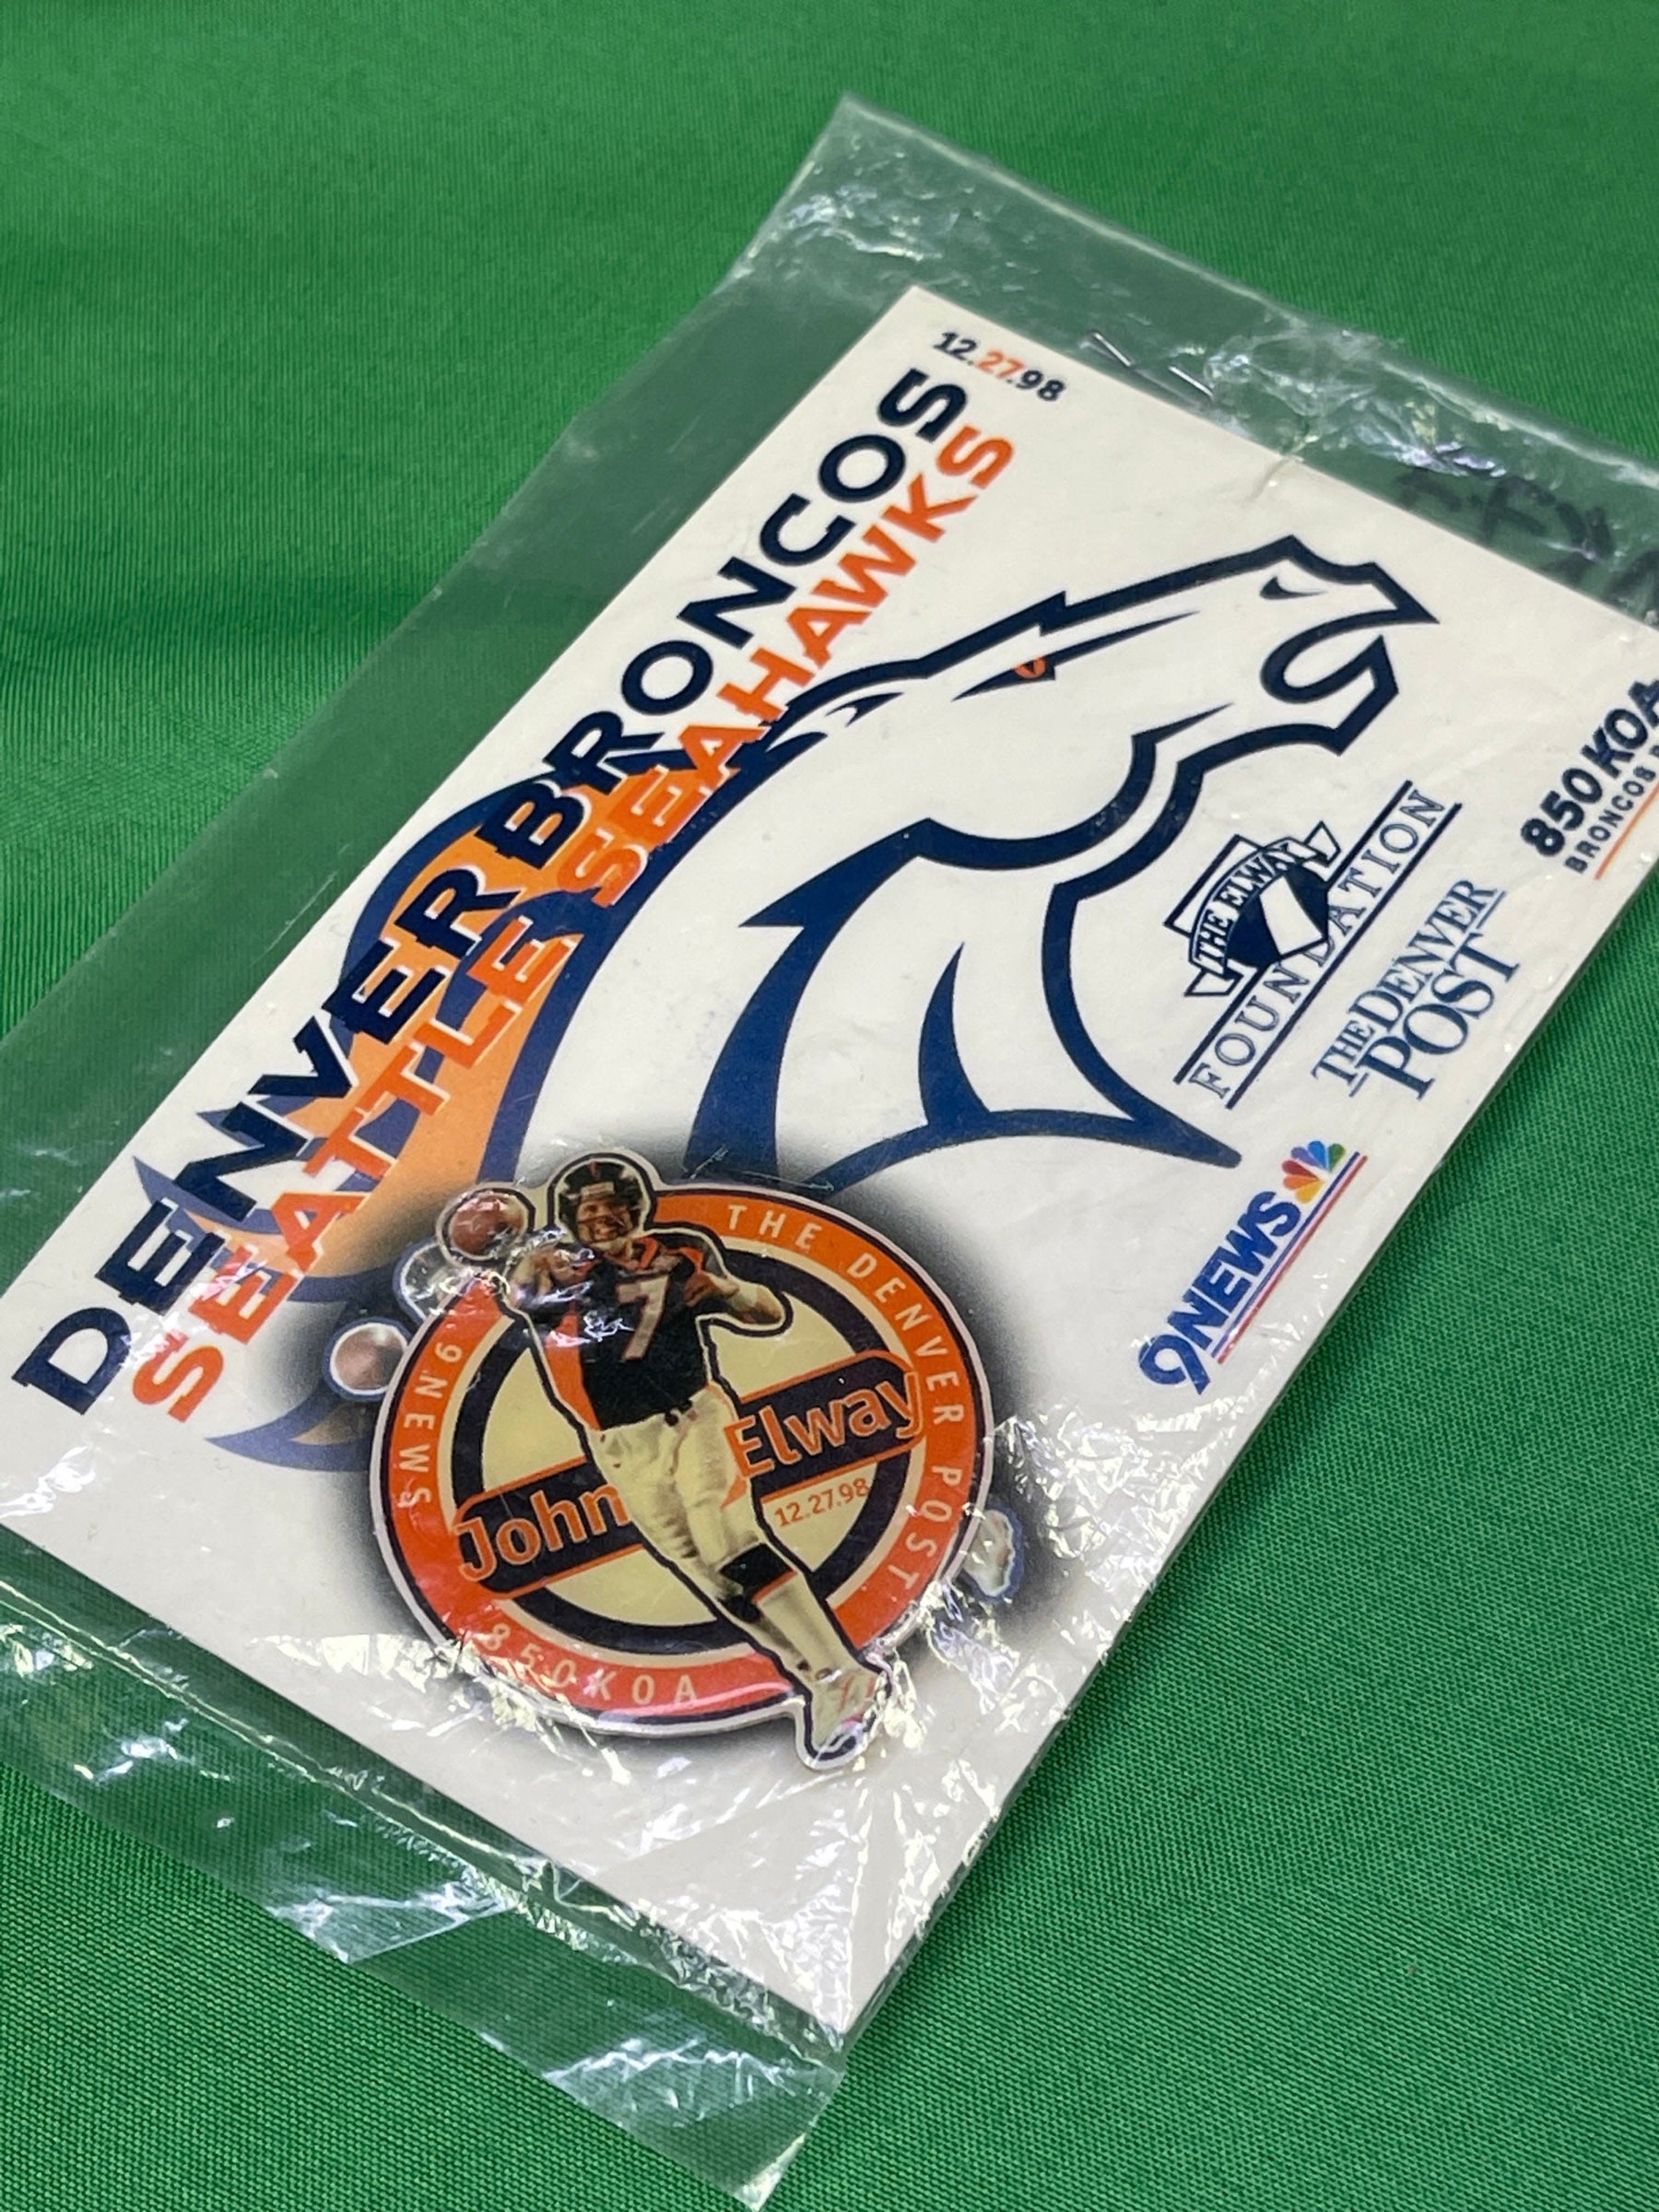 12.27.98
DENVER BRONCOS
SEATTLE SEAHAWKS
THE ELWAY
FOUNDATION
850 KOA
BRONCOS
THE DENVER
POST
9NEWS
THE DENVER POST
9NEWS
7
John Elway
12.27.98
850KOA